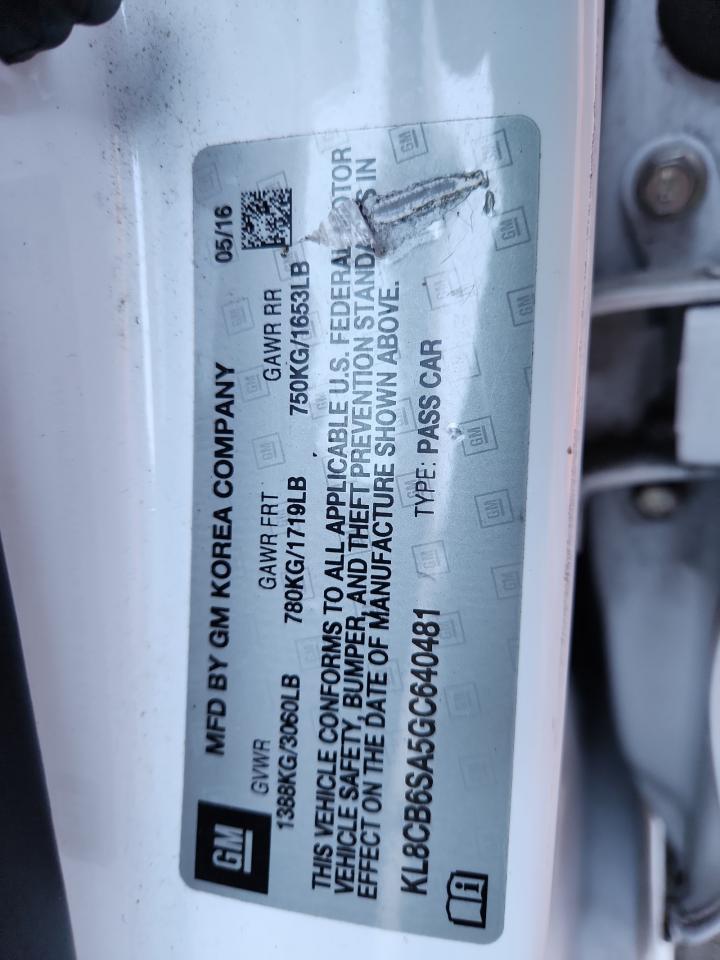 GM
MFD BY GM KOREA COMPANY 05/16
GVWR GAWR FRT GAWR RR
1388KG/3060LB 780KG/1719LB 750KG/1653LB
THIS VEHICLE CONFORMS TO ALL APPLICABLE U.S. FEDERAL
VEHICLE SAFETY, BUMPER, AND THEFT PREVENTION IN
EFFECT ON THE DATE OF MANUFACTURE SHOWN ABOVE.
KL8CB6SA5GC640481 TYPE: PASS CAR